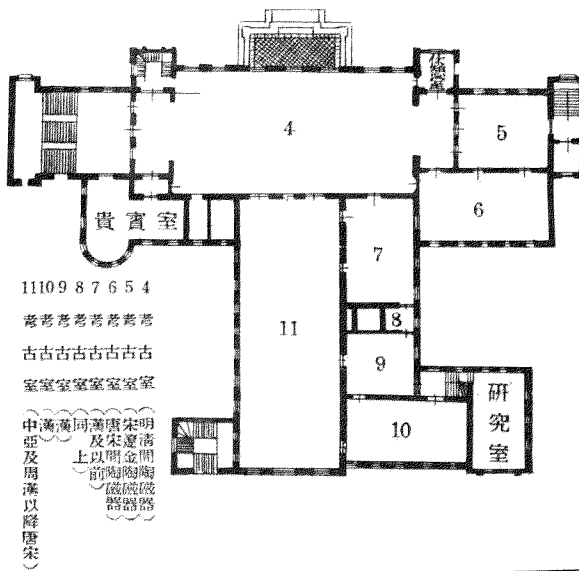 休憩室
4
5
6
7
8
9
10
11
貴賓室
研究室
4 考古室(明清間陶磁器)
5 考古室(宋遼金陶磁器)
6 考古室(唐宋明陶磁器)
7 考古室(漢及以前)
8 考古室(同上)
9 考古室(漢)
10 考古室(漢)
11 考古室(中亞及周漢以降唐宋)